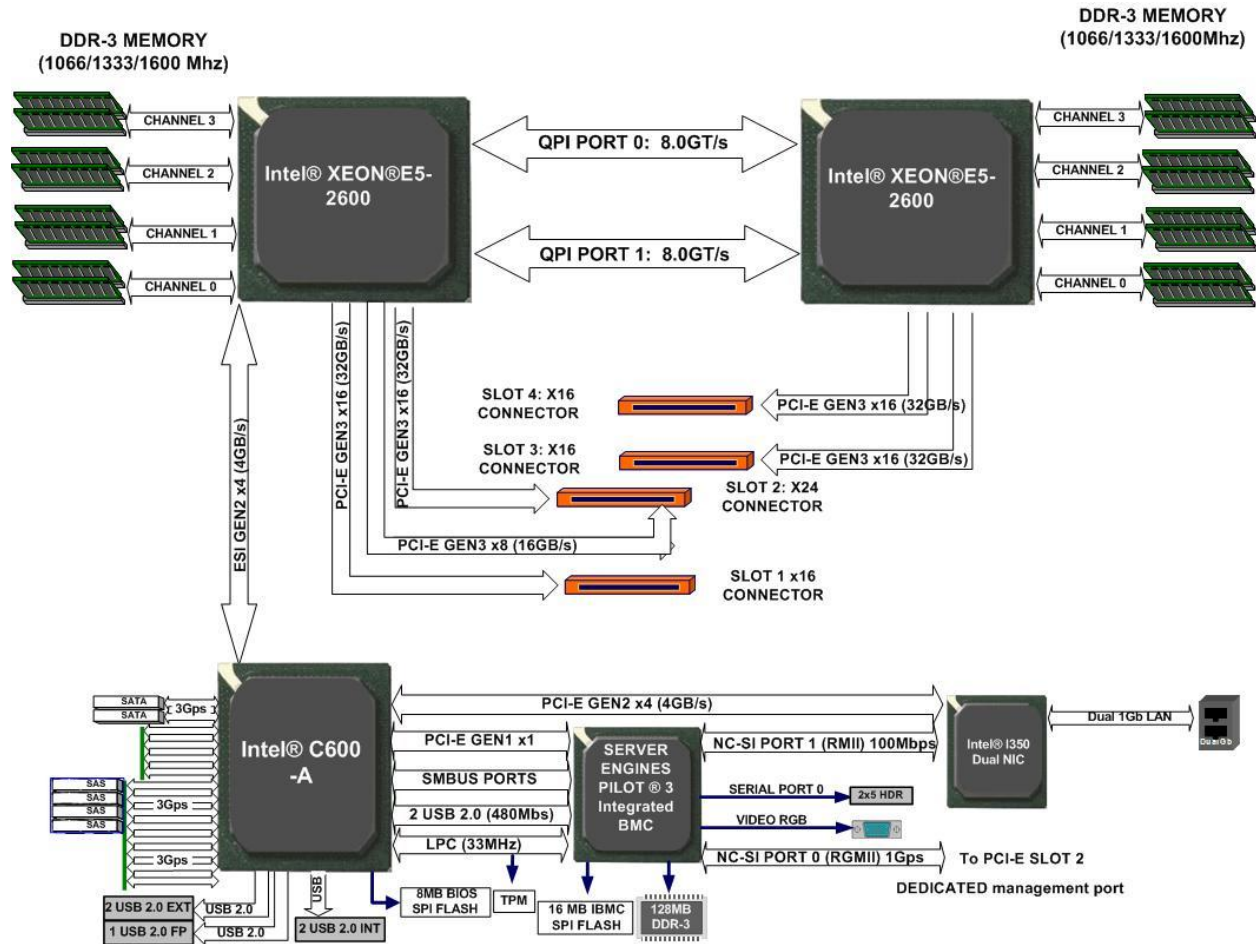 DDR-3 MEMORY
(1066/1333/1600 Mhz)
DDR-3 MEMORY
(1066/1333/1600Mhz)
CHANNEL 3
CHANNEL 2
CHANNEL 1
CHANNEL 0
Intel® XEON®E5-
2600
QPI PORT 0: 8.0GT/s
QPI PORT 1: 8.0GT/s
Intel® XEON®E5-
2600
CHANNEL 3
CHANNEL 2
CHANNEL 1
CHANNEL 0
ESI GEN2 x4 (4GB/s)
PCI-E GEN3 x16 (32GB/s)
PCI-E GEN3 x16 (32GB/s)
SLOT 4: X16
CONNECTOR
PCI-E GEN3 x16 (32GB/s)
SLOT 3: X16
CONNECTOR
PCI-E GEN3 x16 (32GB/s)
SLOT 2: X24
CONNECTOR
PCI-E GEN3 x8 (16GB/s)
SLOT 1 x16
CONNECTOR
SATA
SATA
3Gps
SAS
SAS
SAS
SAS
3Gps
3Gps
Intel® C600
-A
PCI-E GEN2 x4 (4GB/s)
PCI-E GEN1 x1
SMBUS PORTS
2 USB 2.0 (480Mbs)
LPC (33MHz)
SERVER
ENGINES
PILOT ® 3
Integrated
BMC
NC-SI PORT 1 (RMII) 100Mbps
Intel® I350
Dual NIC
Dual 1Gb LAN
DualGb
SERIAL PORT 0
2x5 HDR
VIDEO RGB
NC-SI PORT 0 (RGMII) 1Gps
To PCI-E SLOT 2
DEDICATED management port
2 USB 2.0 EXT
USB 2.0
1 USB 2.0 FP
USB 2.0
USB
2 USB 2.0 INT
8MB BIOS
SPI FLASH
TPM
16 MB IBMC
SPI FLASH
128MB
DDR-3